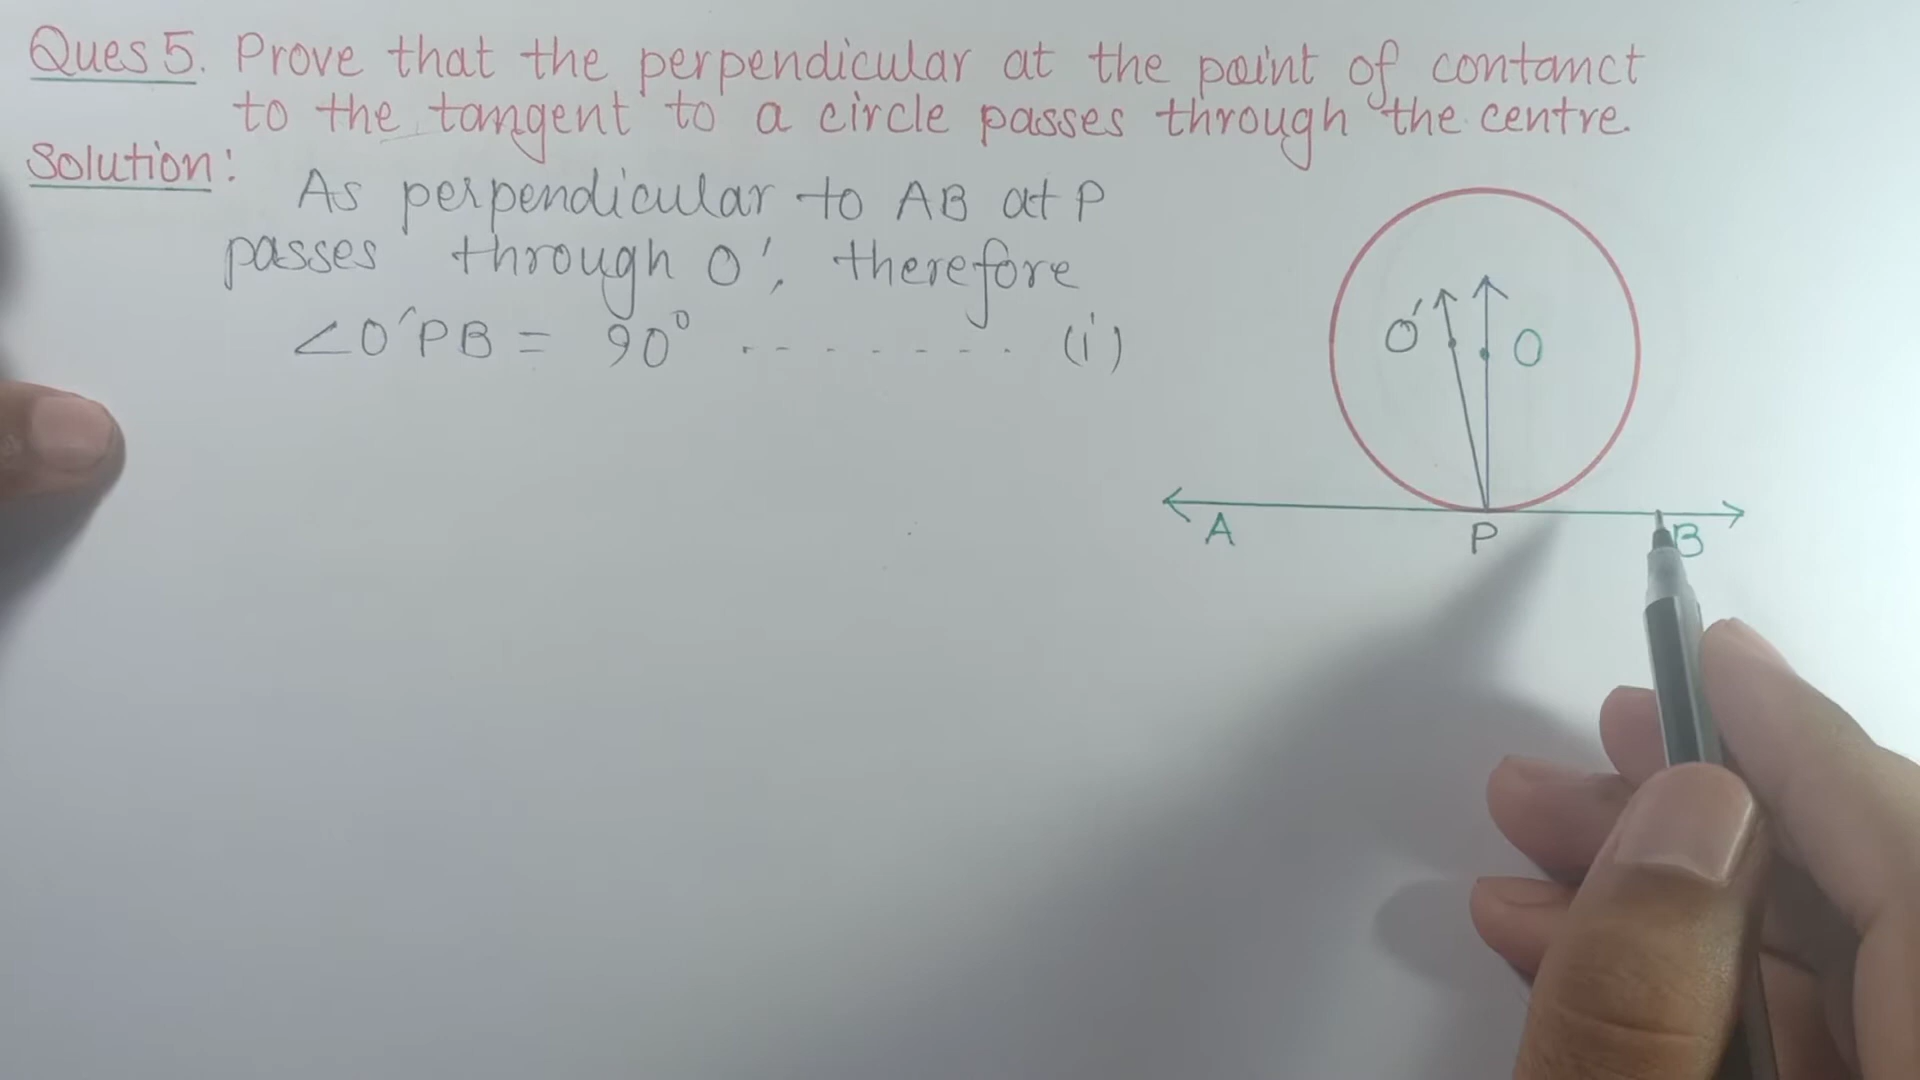 Ques 5. Prove that the perpendicular at the point of contanct
to the tangent to a circle passes through the centre.
Solution:
As perpendicular to AB at P
passes through O', therefore
∠O'PB = 90° . - - - - - - . (i)
O'
O
A
P
B